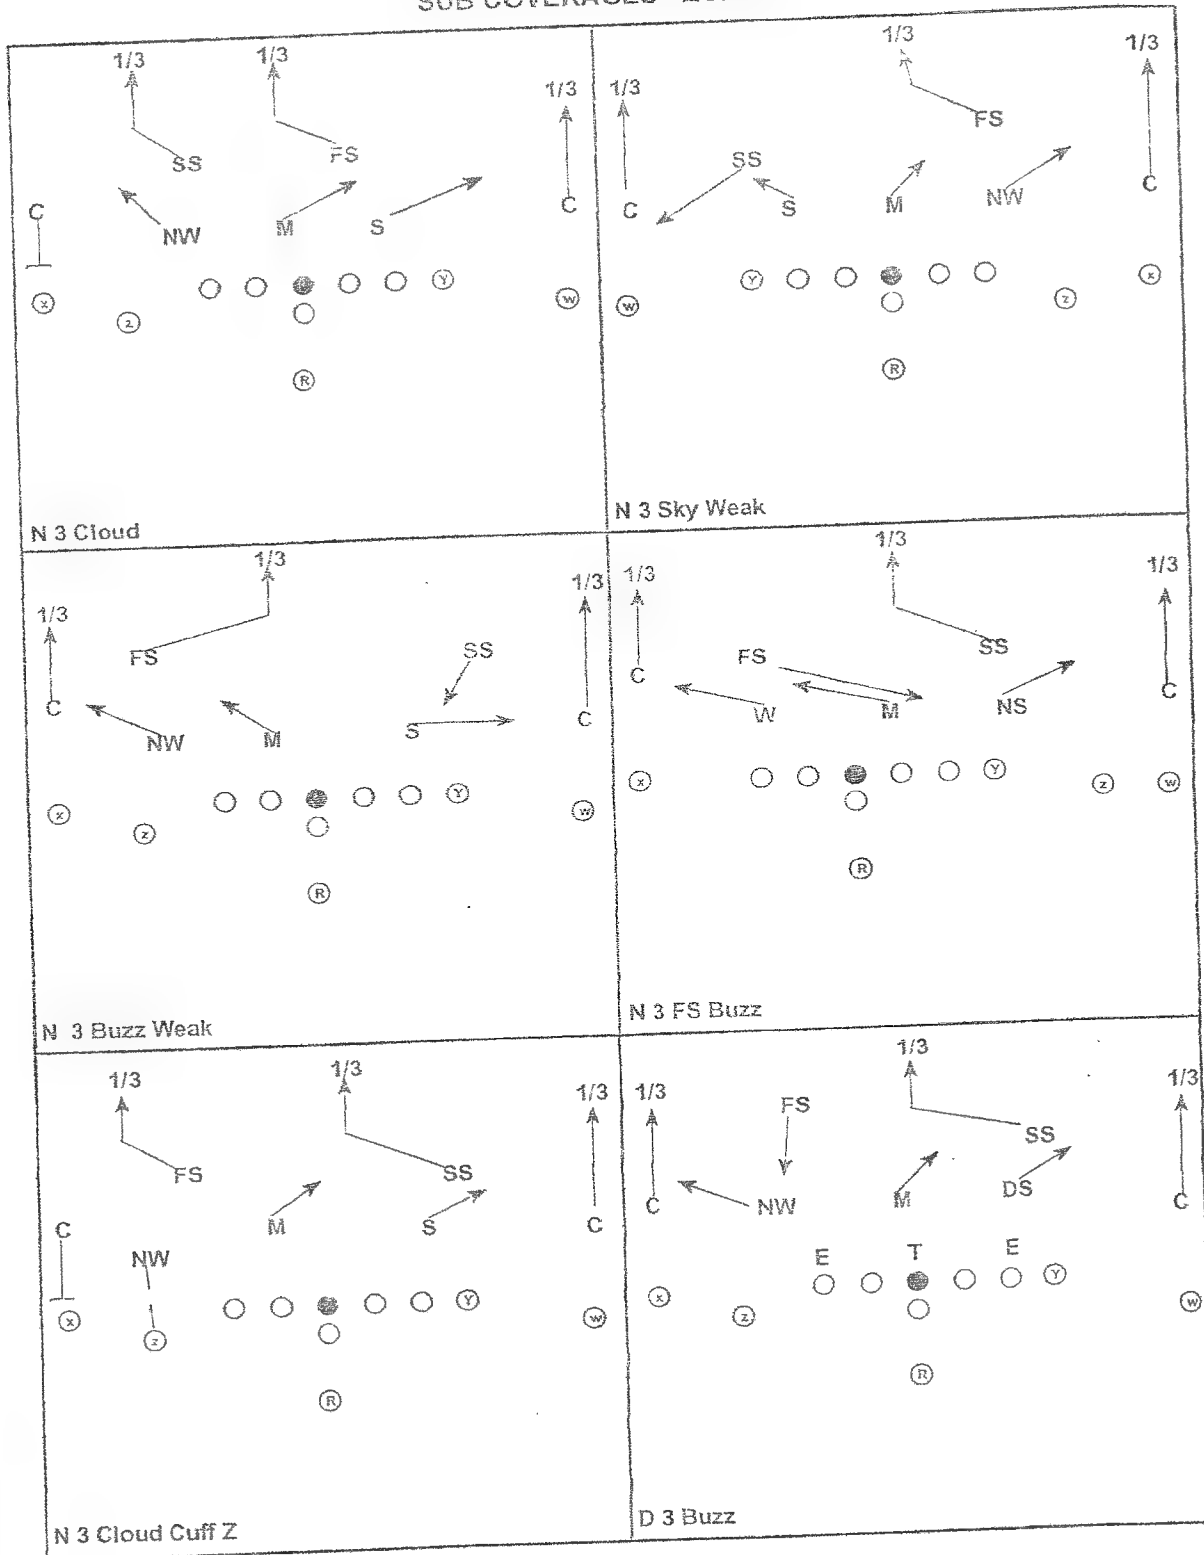 SUB COVERAGES
1/3 1/3 1/3
SS FS
C NW M S C
X Z Y W
R
N 3 Cloud
1/3 1/3 1/3
FS
SS
C S M NW C
Y X
W Z
R
N 3 Sky Weak
1/3 1/3 1/3
FS SS
C NW M S C
X Z Y W
R
N 3 Buzz Weak
1/3 1/3 1/3
FS SS
C W M NS C
X Y Z W
R
N 3 FS Buzz
1/3 1/3 1/3
FS SS
C NW M S C
X Z Y W
R
N 3 Cloud Cuff Z
1/3 1/3 1/3
FS SS
C NW M DS C
E T E
X Z Y W
R
D 3 Buzz